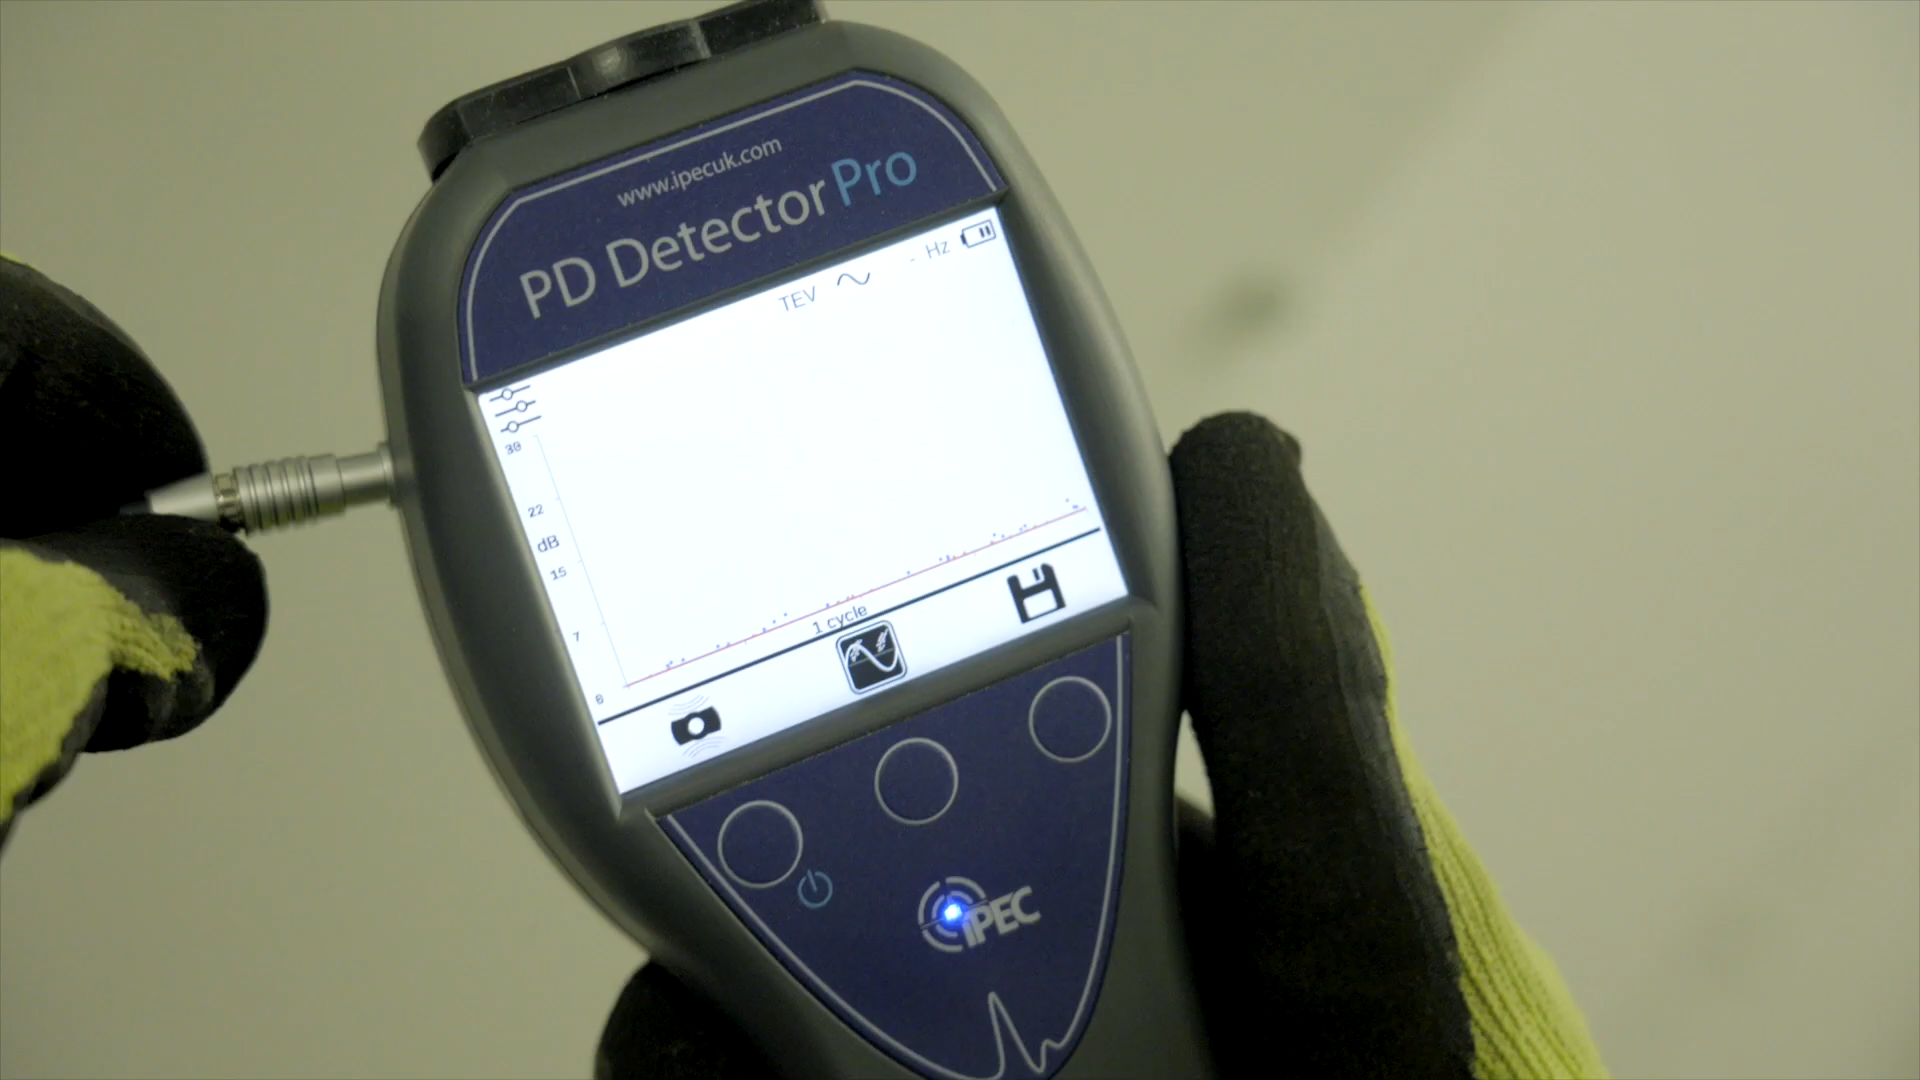 www.ipecuk.com
PD Detector Pro
- Hz
TEV
30
22
dB
15
7
0
1 cycle
iPEC